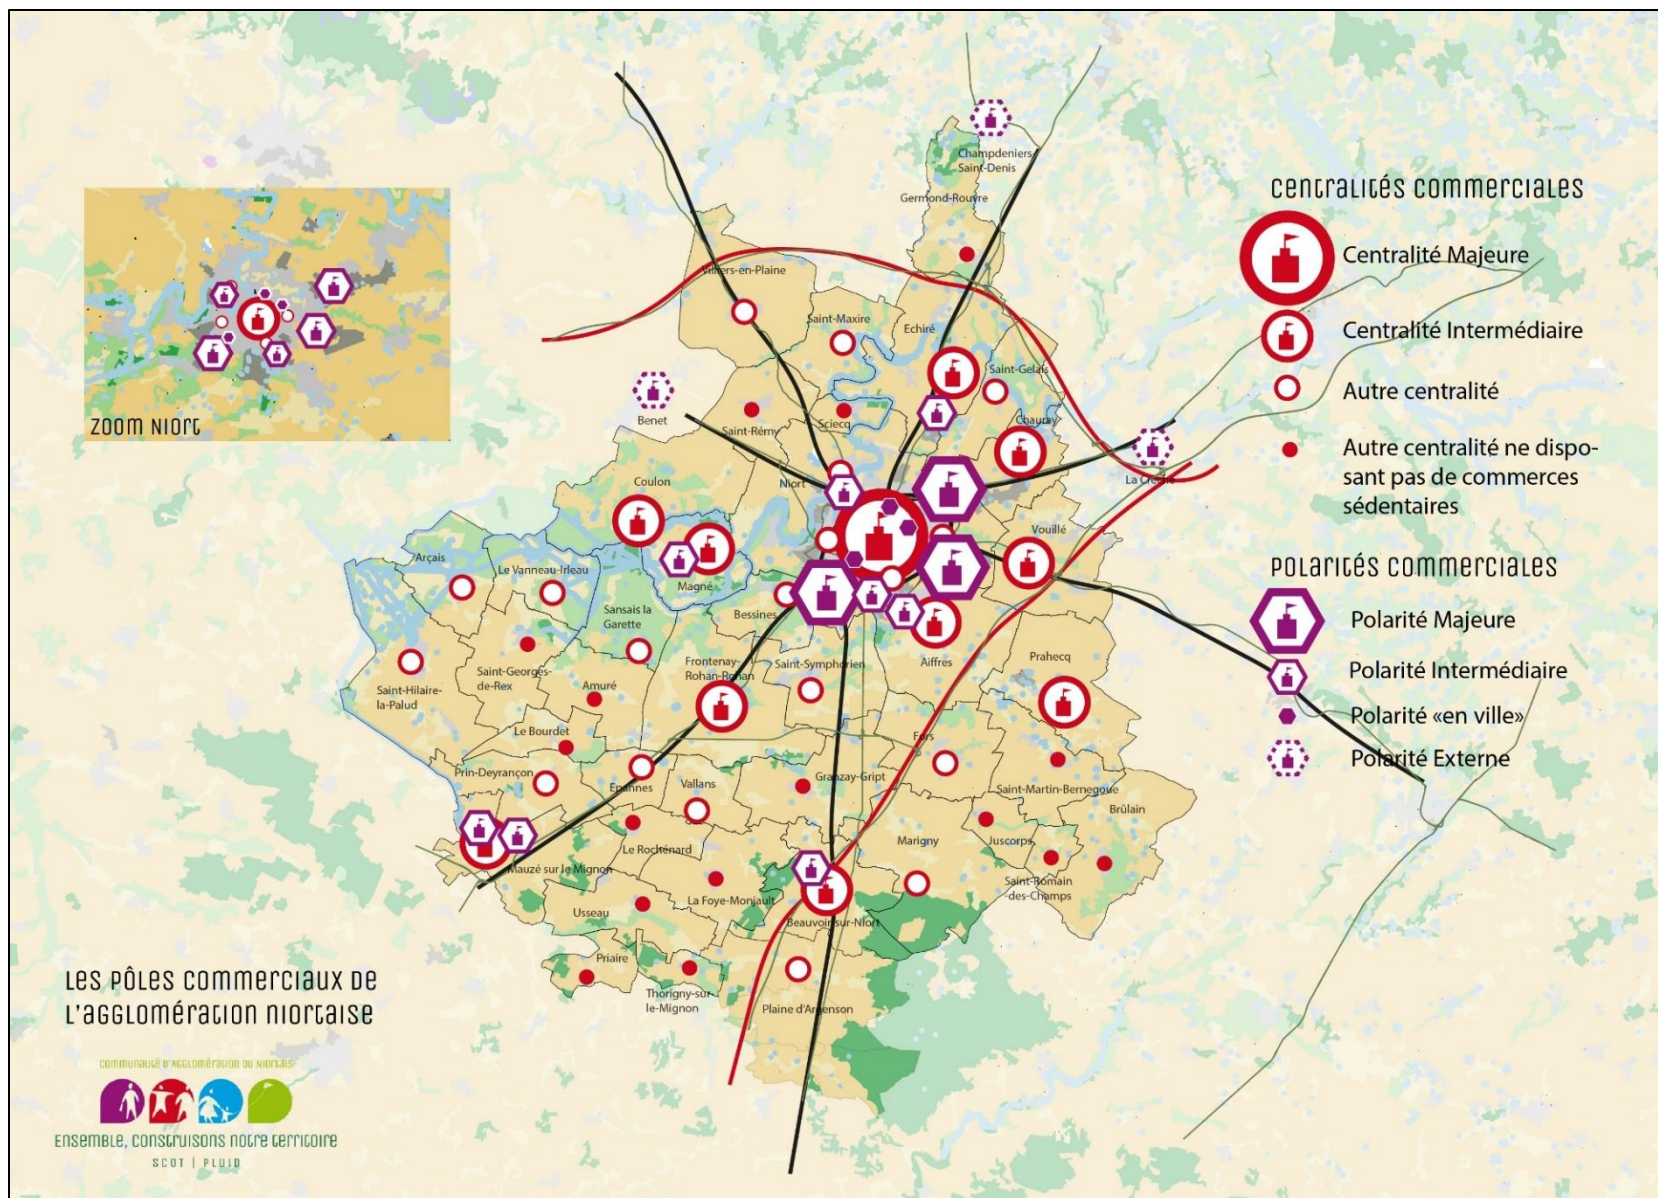 Champdeniers
Saint-Denis
Germond-Rouvre
Villiers-en-Plaine
Saint-Maxire
Echiré
Saint-Gelais
Chauray
Benet
Saint-Rémy
Sciecq
La Crèche
Coulon
Niort
Vouillé
Arçais
Le Vanneau-Irleau
Magné
Sansais la
Garette
Bessines
Saint-Hilaire-
la-Palud
Saint-Georges-
de-Rex
Amuré
Frontenay-
Rohan-Rohan
Saint-Symphorien
Aiffres
Prahecq
Le Bourdet
Prin-Deyrançon
Epannes
Vallans
Granzay-Gript
Fors
Saint-Martin-Bernegoue
Brûlain
Mauzé sur le Mignon
Le Rochénard
Marigny
Juscorps
Saint-Romain
-des-Champs
Usseau
La Foye-Monjault
Beauvoir-sur-Niort
Priaire
Thorigny-sur-
le-Mignon
Plaine d'Argenson
ZOOM NIORT
CENTRALITÉS COMMERCIALES
Centralité Majeure
Centralité Intermédiaire
Autre centralité
Autre centralité ne dispo-
sant pas de commerces
sédentaires
POLARITÉS COMMERCIALES
Polarité Majeure
Polarité Intermédiaire
Polarité «en ville»
Polarité Externe
LES PÔLES COMMERCIAUX DE
L'AGGLOMÉRATION NIORTAISE
COMMUNAUTÉ D'AGGLOMÉRATION DU NIORTAIS
ENSEMBLE, CONSTRUISONS NOTRE TERRITOIRE
SCOT | PLUID